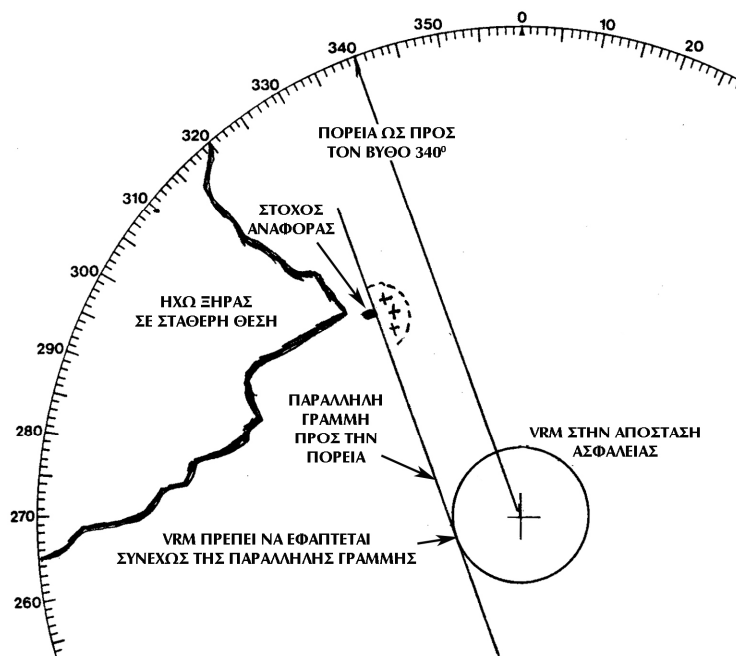 350
0
10
20
340
330
320
310
300
290
280
270
260
ΠΟΡΕΙΑ ΩΣ ΠΡΟΣ
ΤΟΝ ΒΥΘΟ 340⁰
ΣΤΟΧΟΣ
ΑΝΑΦΟΡΑΣ
ΗΧΩ ΞΗΡΑΣ
ΣΕ ΣΤΑΘΕΡΗ ΘΕΣΗ
ΠΑΡΑΛΛΗΛΗ
ΓΡΑΜΜΗ
ΠΡΟΣ ΤΗΝ
ΠΟΡΕΙΑ
VRM ΣΤΗΝ ΑΠΟΣΤΑΣΗ
ΑΣΦΑΛΕΙΑΣ
VRM ΠΡΕΠΕΙ ΝΑ ΕΦΑΠΤΕΤΑΙ
ΣΥΝΕΧΩΣ ΤΗΣ ΠΑΡΑΛΛΗΛΗΣ ΓΡΑΜΜΗΣ